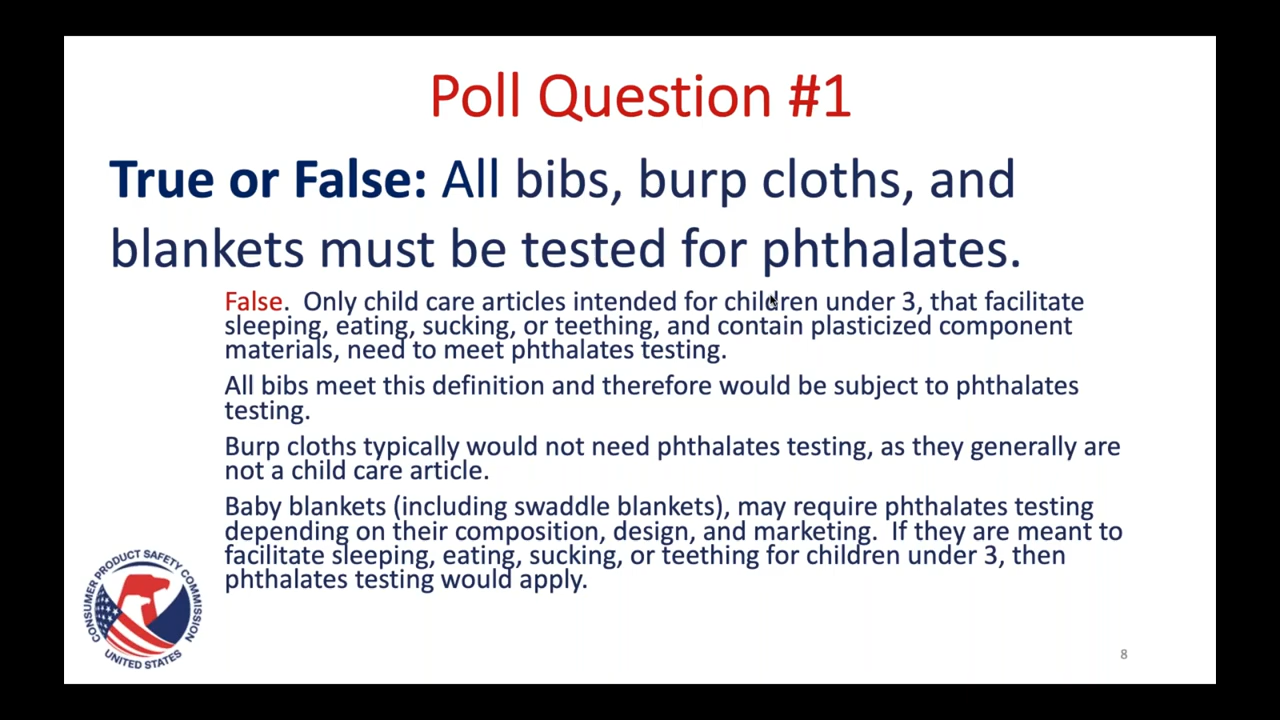 Poll Question #1
True or False: All bibs, burp cloths, and
blankets must be tested for phthalates.
False.  Only child care articles intended for children under 3, that facilitate
sleeping, eating, sucking, or teething, and contain plasticized component
materials, need to meet phthalates testing.
All bibs meet this definition and therefore would be subject to phthalates
testing.
Burp cloths typically would not need phthalates testing, as they generally are
not a child care article.
Baby blankets (including swaddle blankets), may require phthalates testing
depending on their composition, design, and marketing.  If they are meant to
facilitate sleeping, eating, sucking, or teething for children under 3, then
phthalates testing would apply.
CONSUMER PRODUCT SAFETY COMMISSION
UNITED STATES
8